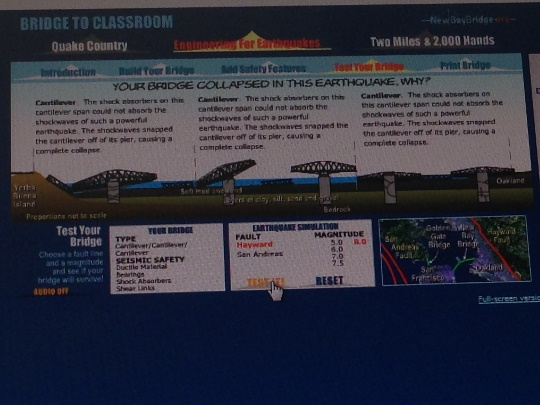 BRIDGE TO CLASSROOM
NewBayBridge
Quake Country
Engineering For Earthquakes
Two Miles & 2,000 Hands
Introduction
Build Your Bridge
Add Safety Features
Test Your Bridge
Print Bridge
YOUR BRIDGE COLLAPSED IN THIS EARTHQUAKE. WHY?
Cantilever. The shock absorbers on this
cantilever span could not absorb the
shockwaves of such a powerful
earthquake. The shockwaves snapped
the cantilever off of its pier, causing a
complete collapse.
Cantilever. The shock absorbers on this
cantilever span could not absorb the
shockwaves of such a powerful
earthquake. The shockwaves snapped the
cantilever off of its pier, causing a
complete collapse.
Cantilever. The shock absorbers on this
cantilever span could not absorb the
shockwaves of such a powerful
earthquake. The shockwaves snapped
the cantilever off of its pier, causing a
complete collapse.
Yerba
Buena
Island
Oakland
Soft mud and sand
Layers of clay, silt, sand and
Bedrock
Proportions not to scale
Test Your
Bridge
Choose a fault line
and a magnitude
and see if your
bridge will survive!
AUDIO OFF
YOUR BRIDGE
TYPE
Cantilever/Cantilever/
Cantilever
SEISMIC SAFETY
Ductile Material
Bearings
Shock Absorbers
Shear Links
EARTHQUAKE SIMULATION
FAULT
MAGNITUDE
Hayward
5.0 8.0
San Andreas
6.0
7.0
7.5
TEST IT!
RESET
San
Andreas
Fault
Golden
Gate
Bridge
Bay
Bridge
Hayward
Fault
San
Francisco
Oakland
Full-screen versio